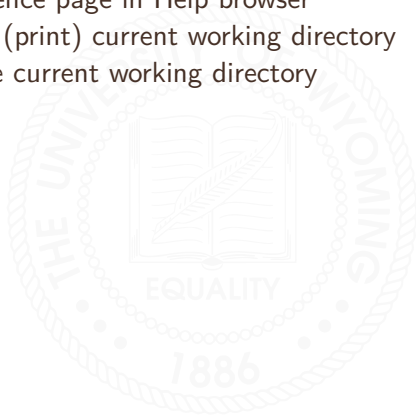 ence page in Help browser
(print) current working directory
e current working directory
THE UNIVERSITY OF WYOMING
EQUALITY
1886